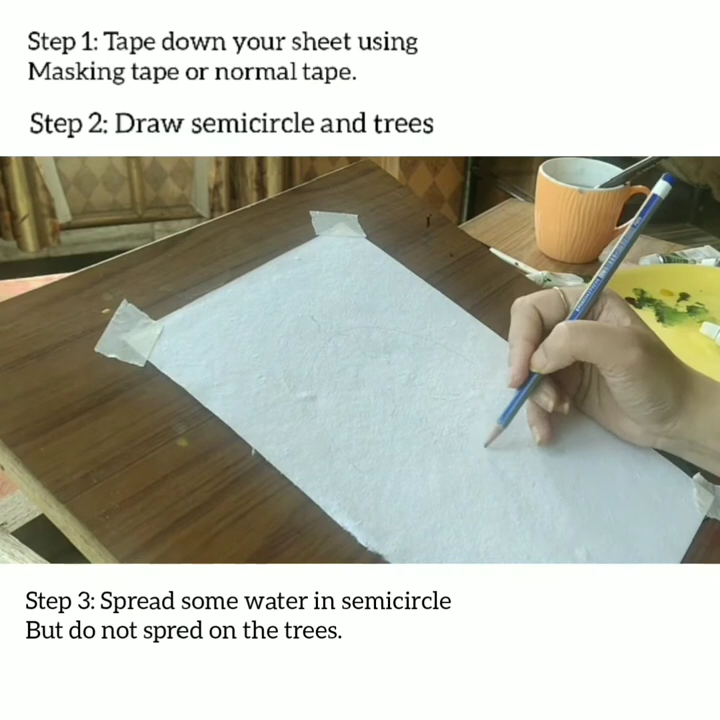 Step 1: Tape down your sheet using
Masking tape or normal tape.
Step 2: Draw semicircle and trees
Step 3: Spread some water in semicircle
But do not spred on the trees.